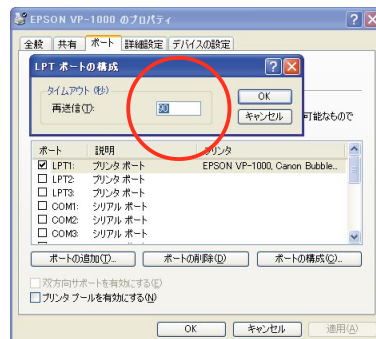 EPSON VP-1000 のプロパティ
全般 共有 ポート 詳細設定 デバイスの設定
LPT ポートの構成
タイムアウト (秒)
再送信(T): 90
OK
キャンセル
可能なもので
ポート 説明 プリンタ
LPT1: プリンタ ポート EPSON VP-1000, Canon Bubble...
LPT2: プリンタ ポート
LPT3: プリンタ ポート
COM1: シリアル ポート
COM2: シリアル ポート
COM3: シリアル ポート
ポートの追加(T)... ポートの削除(D) ポートの構成(C)...
双方向サポートを有効にする(E)
プリンタ プールを有効にする(N)
OK キャンセル 適用(A)